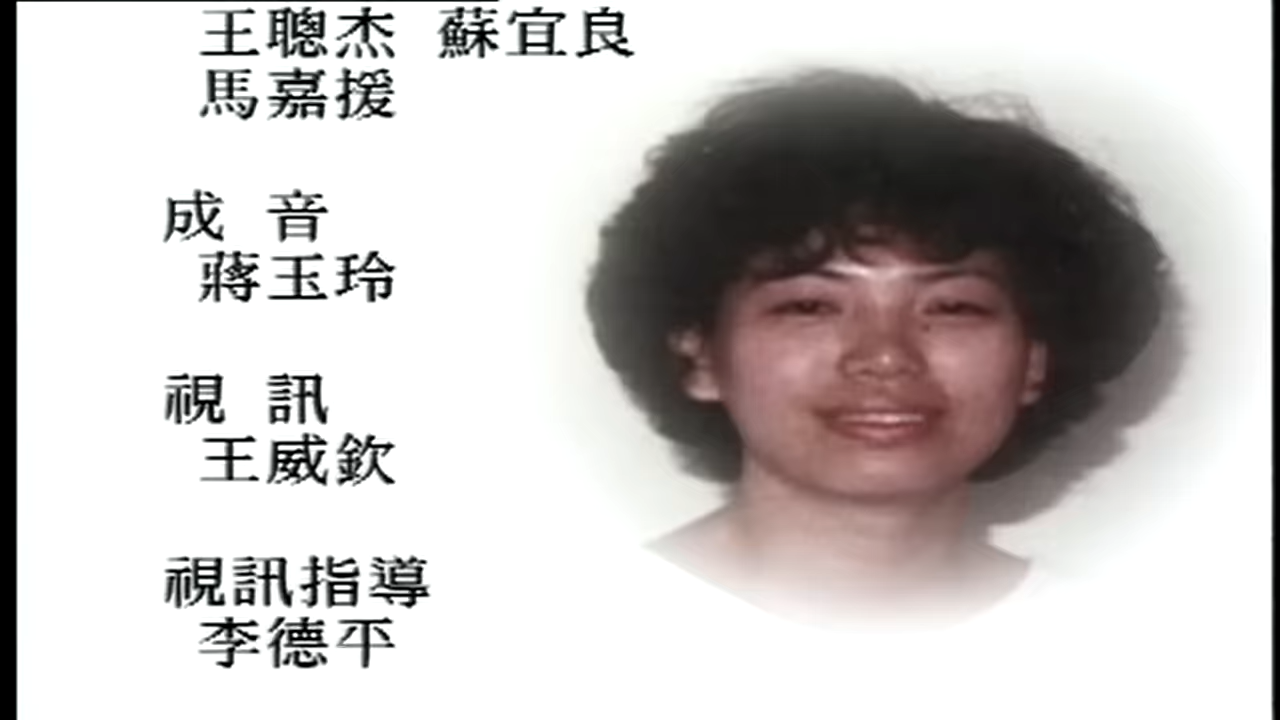 王聰杰 蘇宜良
馬嘉援
成 音
蔣玉玲
視 訊
王威欽
視訊指導
李德平